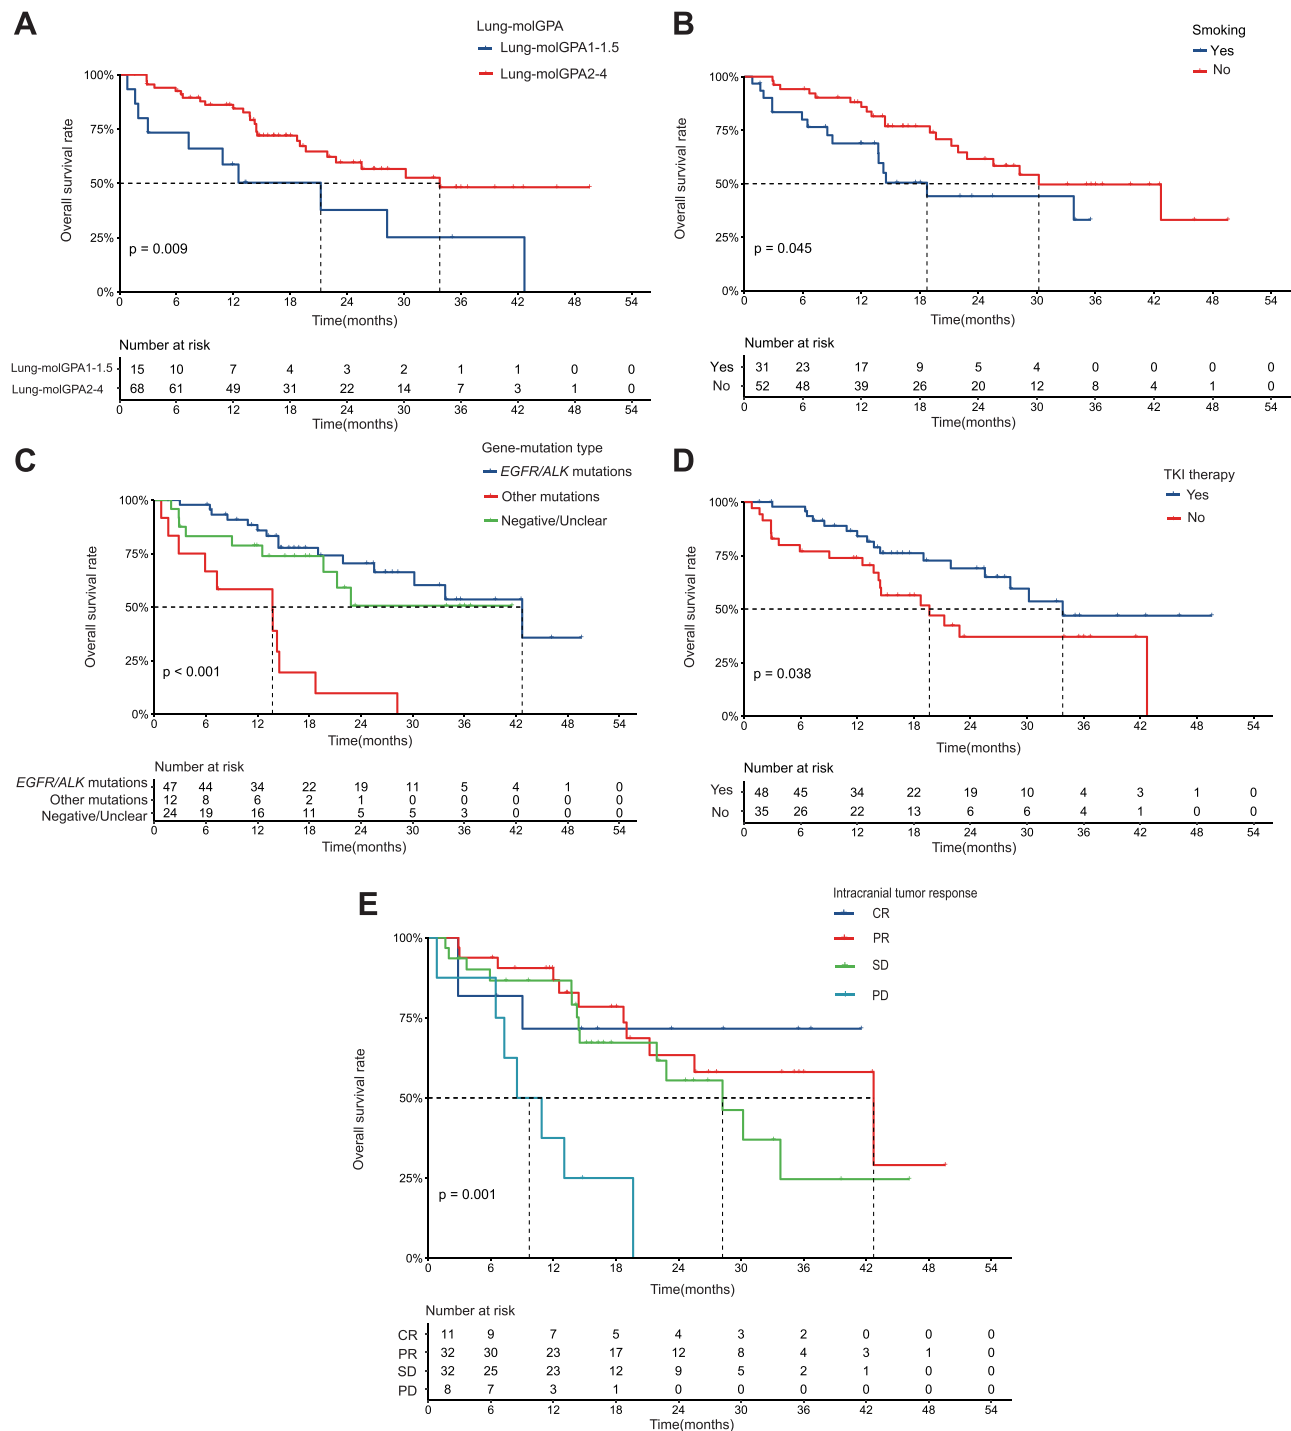 A
Lung-molGPA
Lung-molGPA1-1.5
Lung-molGPA2-4
100%
75%
50%
25%
0%
Overall survival rate
p = 0.009
0 6 12 18 24 30 36 42 48 54
Time(months)
Number at risk
Lung-molGPA1-1.5 15 10 7 4 3 2 1 1 0 0
Lung-molGPA2-4 68 61 49 31 22 14 7 3 1 0
0 6 12 18 24 30 36 42 48 54
Time(months)
B
Smoking
Yes
No
100%
75%
50%
25%
0%
Overall survival rate
p = 0.045
0 6 12 18 24 30 36 42 48 54
Time(months)
Number at risk
Yes 31 23 17 9 5 4 0 0 0 0
No 52 48 39 26 20 12 8 4 1 0
0 6 12 18 24 30 36 42 48 54
Time(months)
C
Gene-mutation type
EGFR/ALK mutations
Other mutations
Negative/Unclear
100%
75%
50%
25%
0%
Overall survival rate
p < 0.001
0 6 12 18 24 30 36 42 48 54
Time(months)
Number at risk
EGFR/ALK mutations 47 44 34 22 19 11 5 4 1 0
Other mutations 12 8 6 2 1 0 0 0 0 0
Negative/Unclear 24 19 16 11 5 5 3 0 0 0
0 6 12 18 24 30 36 42 48 54
Time(months)
D
TKI therapy
Yes
No
100%
75%
50%
25%
0%
Overall survival rate
p = 0.038
0 6 12 18 24 30 36 42 48 54
Time(months)
Number at risk
Yes 48 45 34 22 19 10 4 3 1 0
No 35 26 22 13 6 6 4 1 0 0
0 6 12 18 24 30 36 42 48 54
Time(months)
E
Intracranial tumor response
CR
PR
SD
PD
100%
75%
50%
25%
0%
Overall survival rate
p = 0.001
0 6 12 18 24 30 36 42 48 54
Time(months)
Number at risk
CR 11 9 7 5 4 3 2 0 0 0
PR 32 30 23 17 12 8 4 3 1 0
SD 32 25 23 12 9 5 2 1 0 0
PD 8 7 3 1 0 0 0 0 0 0
0 6 12 18 24 30 36 42 48 54
Time(months)